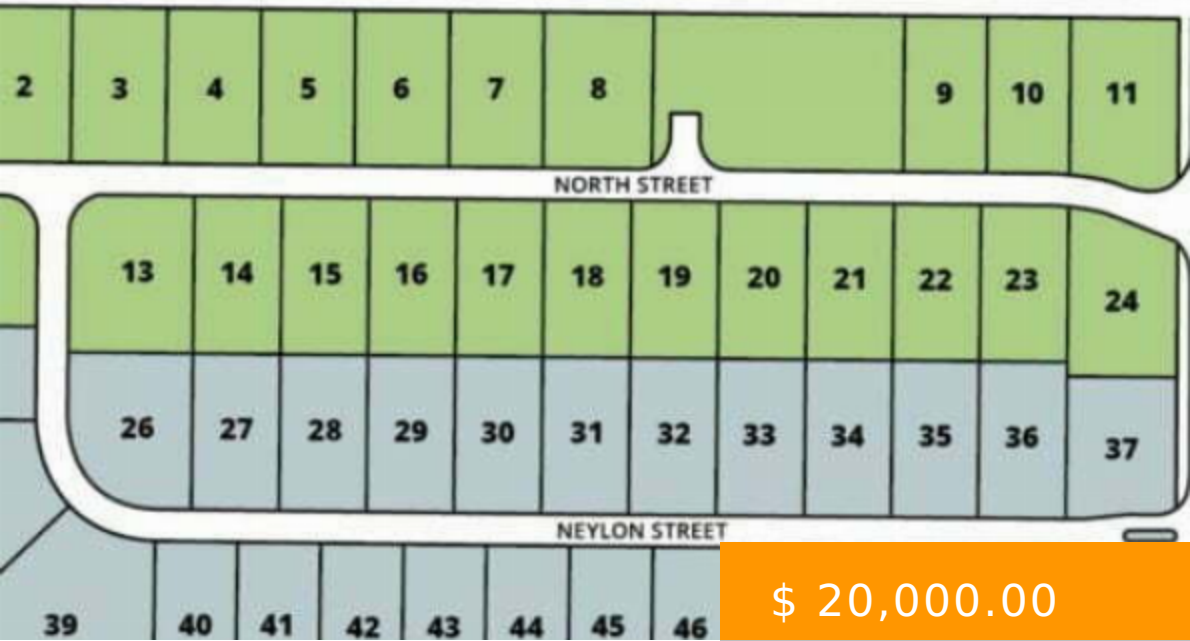 2 3 4 5 6 7 8 9 10 11
NORTH STREET
13 14 15 16 17 18 19 20 21 22 23 24
26 27 28 29 30 31 32 33 34 35 36 37
NEYLON STREET
39 40 41 42 43 44 45 46
$ 20,000.00